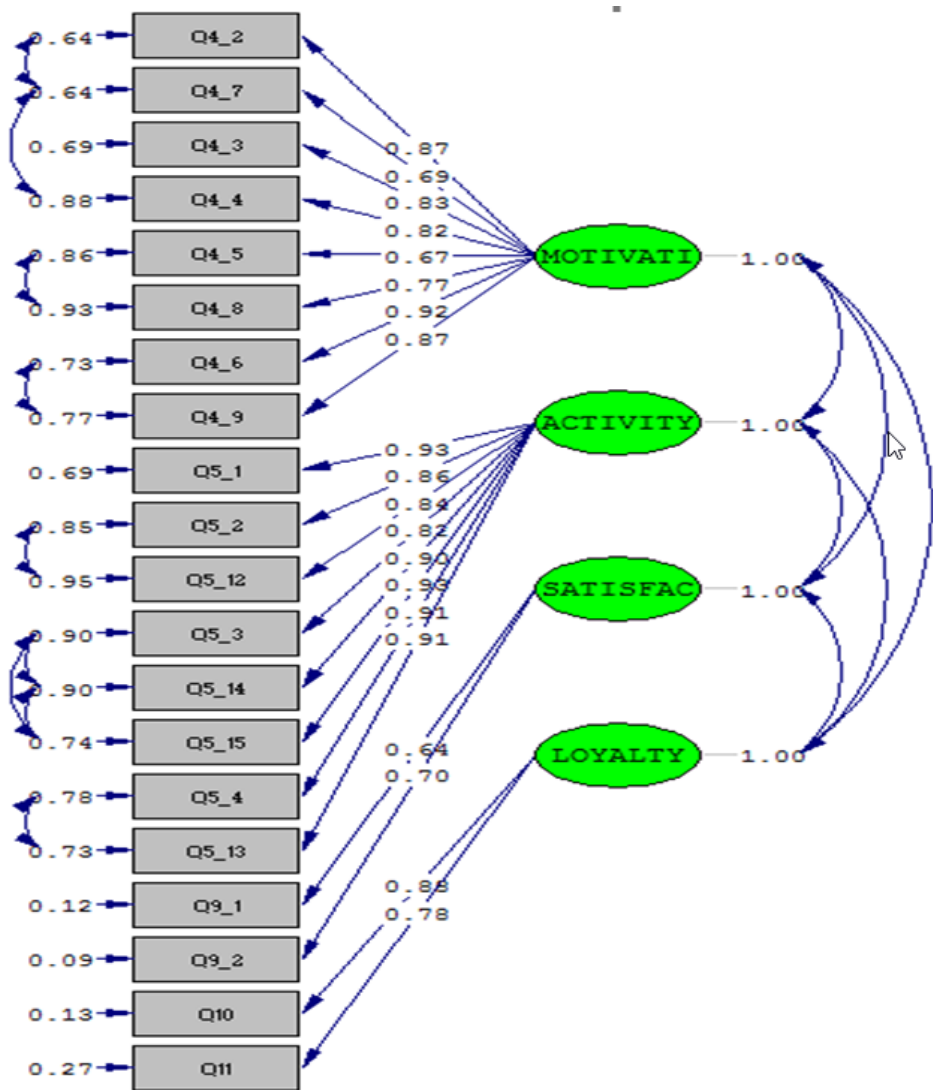 0.64 Q4_2
0.64 Q4_7
0.69 Q4_3
0.88 Q4_4
0.86 Q4_5
0.93 Q4_8
0.73 Q4_6
0.77 Q4_9
0.69 Q5_1
0.85 Q5_2
0.95 Q5_12
0.90 Q5_3
0.90 Q5_14
0.74 Q5_15
0.78 Q5_4
0.73 Q5_13
0.12 Q9_1
0.09 Q9_2
0.13 Q10
0.27 Q11
0.87
0.69
0.83
0.82
0.67
0.77
0.92
0.87
0.93
0.86
0.84
0.82
0.90
0.93
0.91
0.91
0.64
0.70
0.88
0.78
MOTIVATI 1.00
ACTIVITY 1.00
SATISFAC 1.00
LOYALTY 1.00